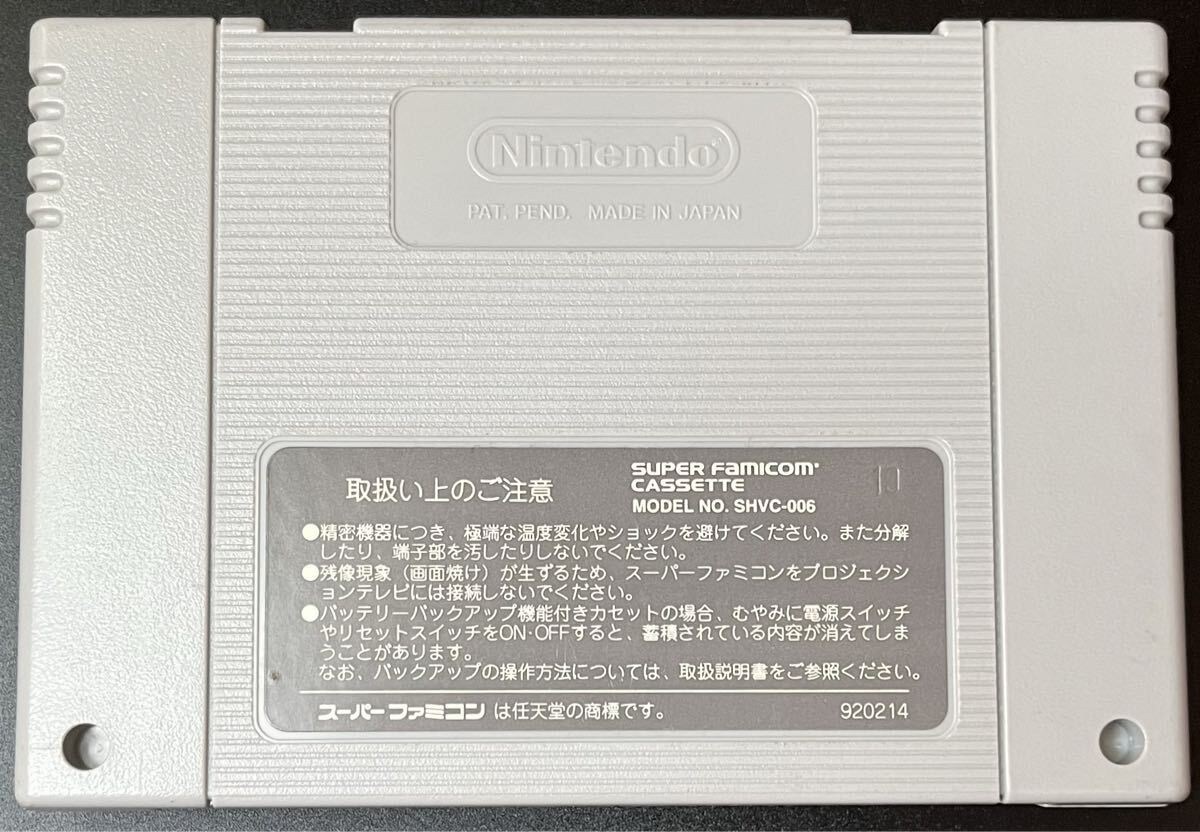 Nintendo®
PAT. PEND. MADE IN JAPAN
取扱い上のご注意
SUPER FAMICOM®
CASSETTE
MODEL NO. SHVC-006
●精密機器につき、極端な温度変化やショックを避けてください。また分解
したり、端子部を汚したりしないでください。
●残像現象（画面焼け）が生ずるため、スーパーファミコンをプロジェクシ
ョンテレビには接続しないでください。
●バッテリーバックアップ機能付きカセットの場合、むやみに電源スイッチ
やリセットスイッチをON・OFFすると、蓄積されている内容が消えてしま
うことがあります。
なお、バックアップの操作方法については、取扱説明書をご参照ください。
スーパーファミコン は任天堂の商標です。
920214